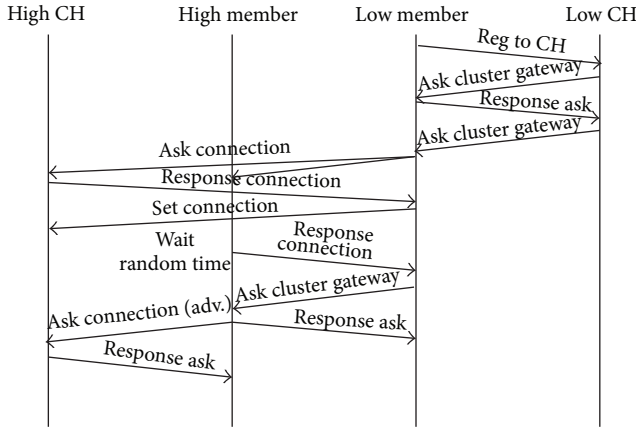 High CH
High member
Low member
Low CH
Reg to CH
Ask cluster gateway
Response ask
Ask cluster gateway
Ask connection
Response connection
Set connection
Wait
random time
Response
connection
Ask cluster gateway
Ask connection (adv.)
Response ask
Response ask